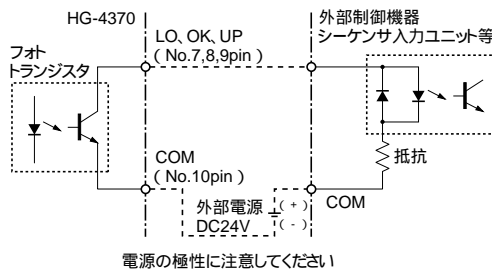 HG-4370
外部制御機器
シーケンサ入力ユニット等
LO、OK、UP
( No.7,8,9pin )
フォト
トランジスタ
抵抗
COM
( No.10pin )
外部電源
DC24V
( + )
( - )
COM
電源の極性に注意してください